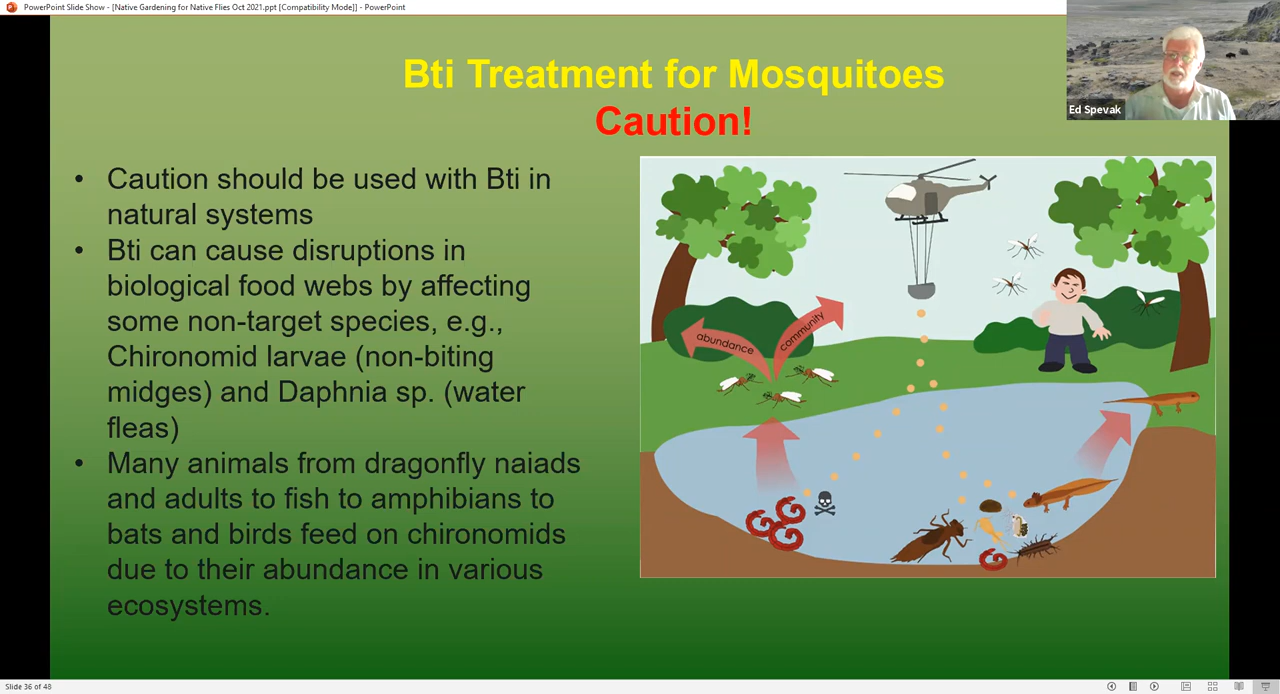 PowerPoint Slide Show - [Native Gardening for Native Flies Oct 2021.ppt [Compatibility Mode]] - PowerPoint
Ed Spevak
Bti Treatment for Mosquitoes
Caution!
• Caution should be used with Bti in
natural systems
• Bti can cause disruptions in
biological food webs by affecting
some non-target species, e.g.,
Chironomid larvae (non-biting
midges) and Daphnia sp. (water
fleas)
• Many animals from dragonfly naiads
and adults to fish to amphibians to
bats and birds feed on chironomids
due to their abundance in various
ecosystems.
abundance
community
Slide 36 of 48